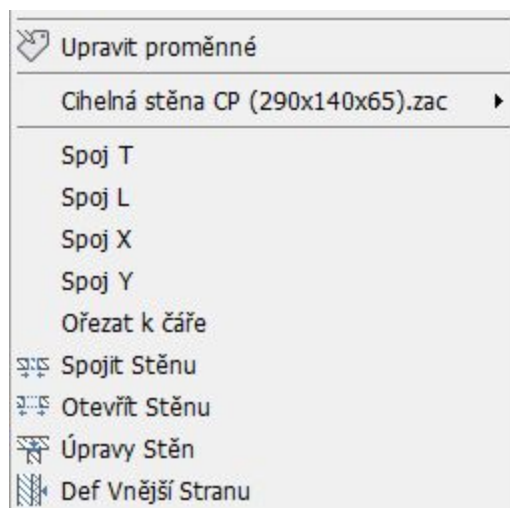 Upravit proměnné
Cihelná stěna CP (290x140x65).zac
Spoj T
Spoj L
Spoj X
Spoj Y
Ořezat k čáře
Spojit Stěnu
Otevřít Stěnu
Úpravy Stěn
Def Vnější Stranu